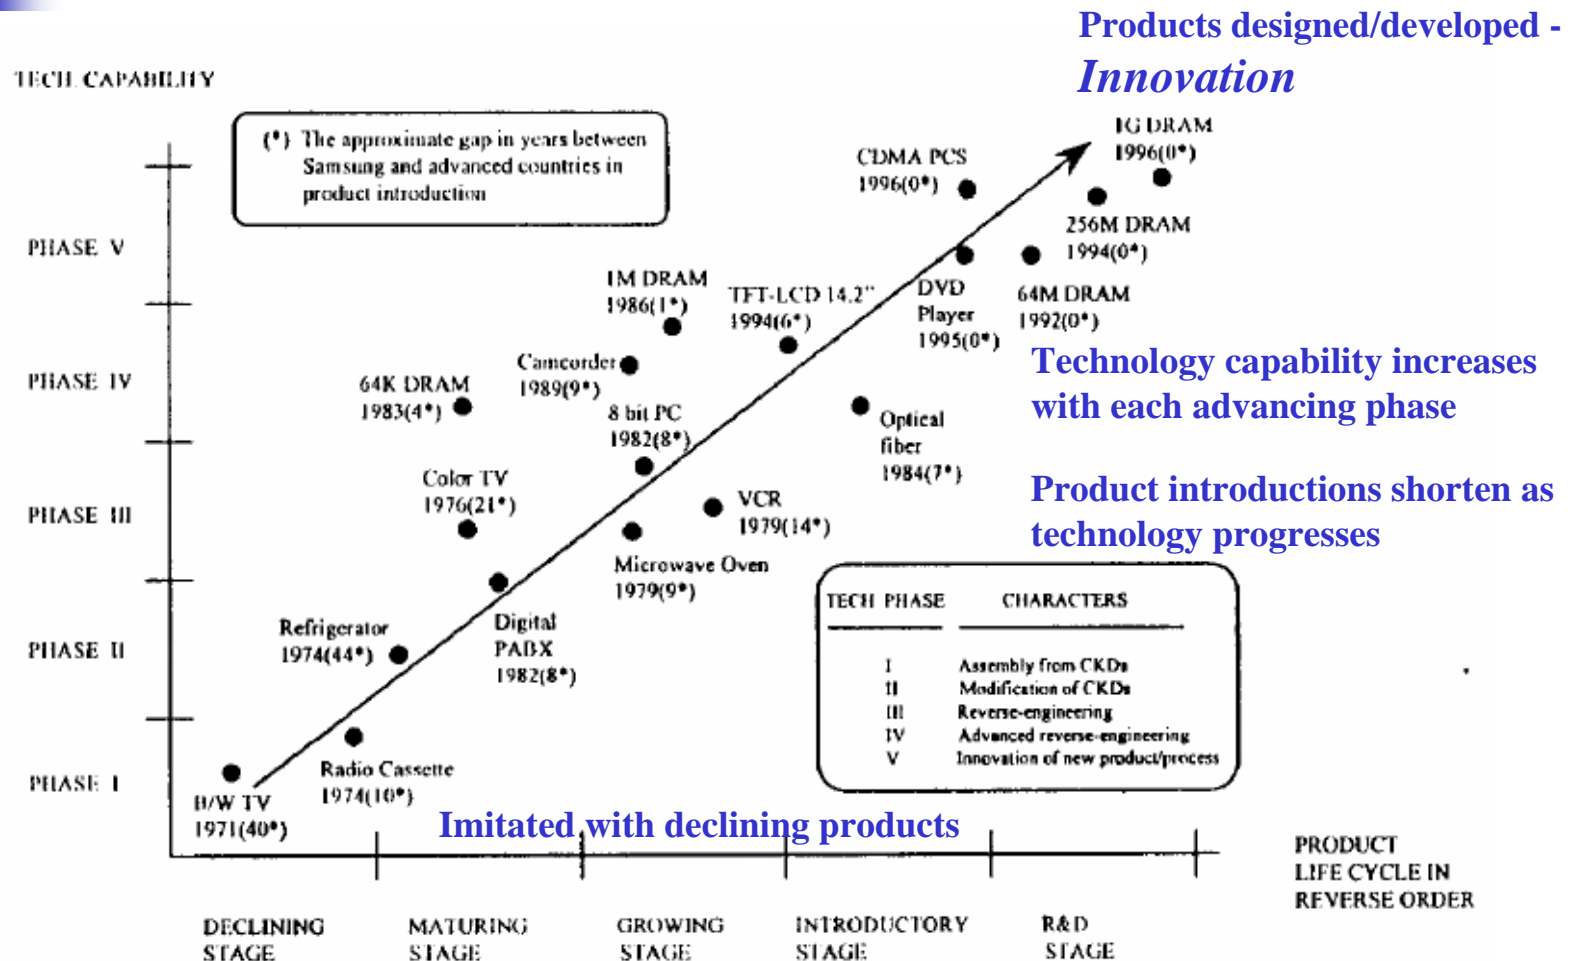 Products designed/developed -
Innovation
TECH. CAPABILITY
(*) The approximate gap in years between
Samsung and advanced countries in
product introduction
1G DRAM
1996(0*)
CDMA PCS
1996(0*)
256M DRAM
1994(0*)
PHASE V
1M DRAM
1986(1*)
TFT-LCD 14.2"
1994(6*)
DVD
Player
1995(0*)
64M DRAM
1992(0*)
Technology capability increases
with each advancing phase
PHASE IV
Camcorder
1989(9*)
64K DRAM
1983(4*)
8 bit PC
1982(8*)
Optical
fiber
1984(7*)
Product introductions shorten as
technology progresses
PHASE III
Color TV
1976(21*)
VCR
1979(14*)
Microwave Oven
1979(9*)
TECH PHASE CHARACTERS
I Assembly from CKDs
II Modification of CKDs
III Reverse-engineering
IV Advanced reverse-engineering
V Innovation of new product/process
PHASE II
Refrigerator
1974(44*)
Digital
PABX
1982(8*)
PHASE I
B/W TV
1971(40*)
Radio Cassette
1974(10*)
Imitated with declining products
PRODUCT
LIFE CYCLE IN
REVERSE ORDER
DECLINING
STAGE
MATURING
STAGE
GROWING
STAGE
INTRODUCTORY
STAGE
R&D
STAGE